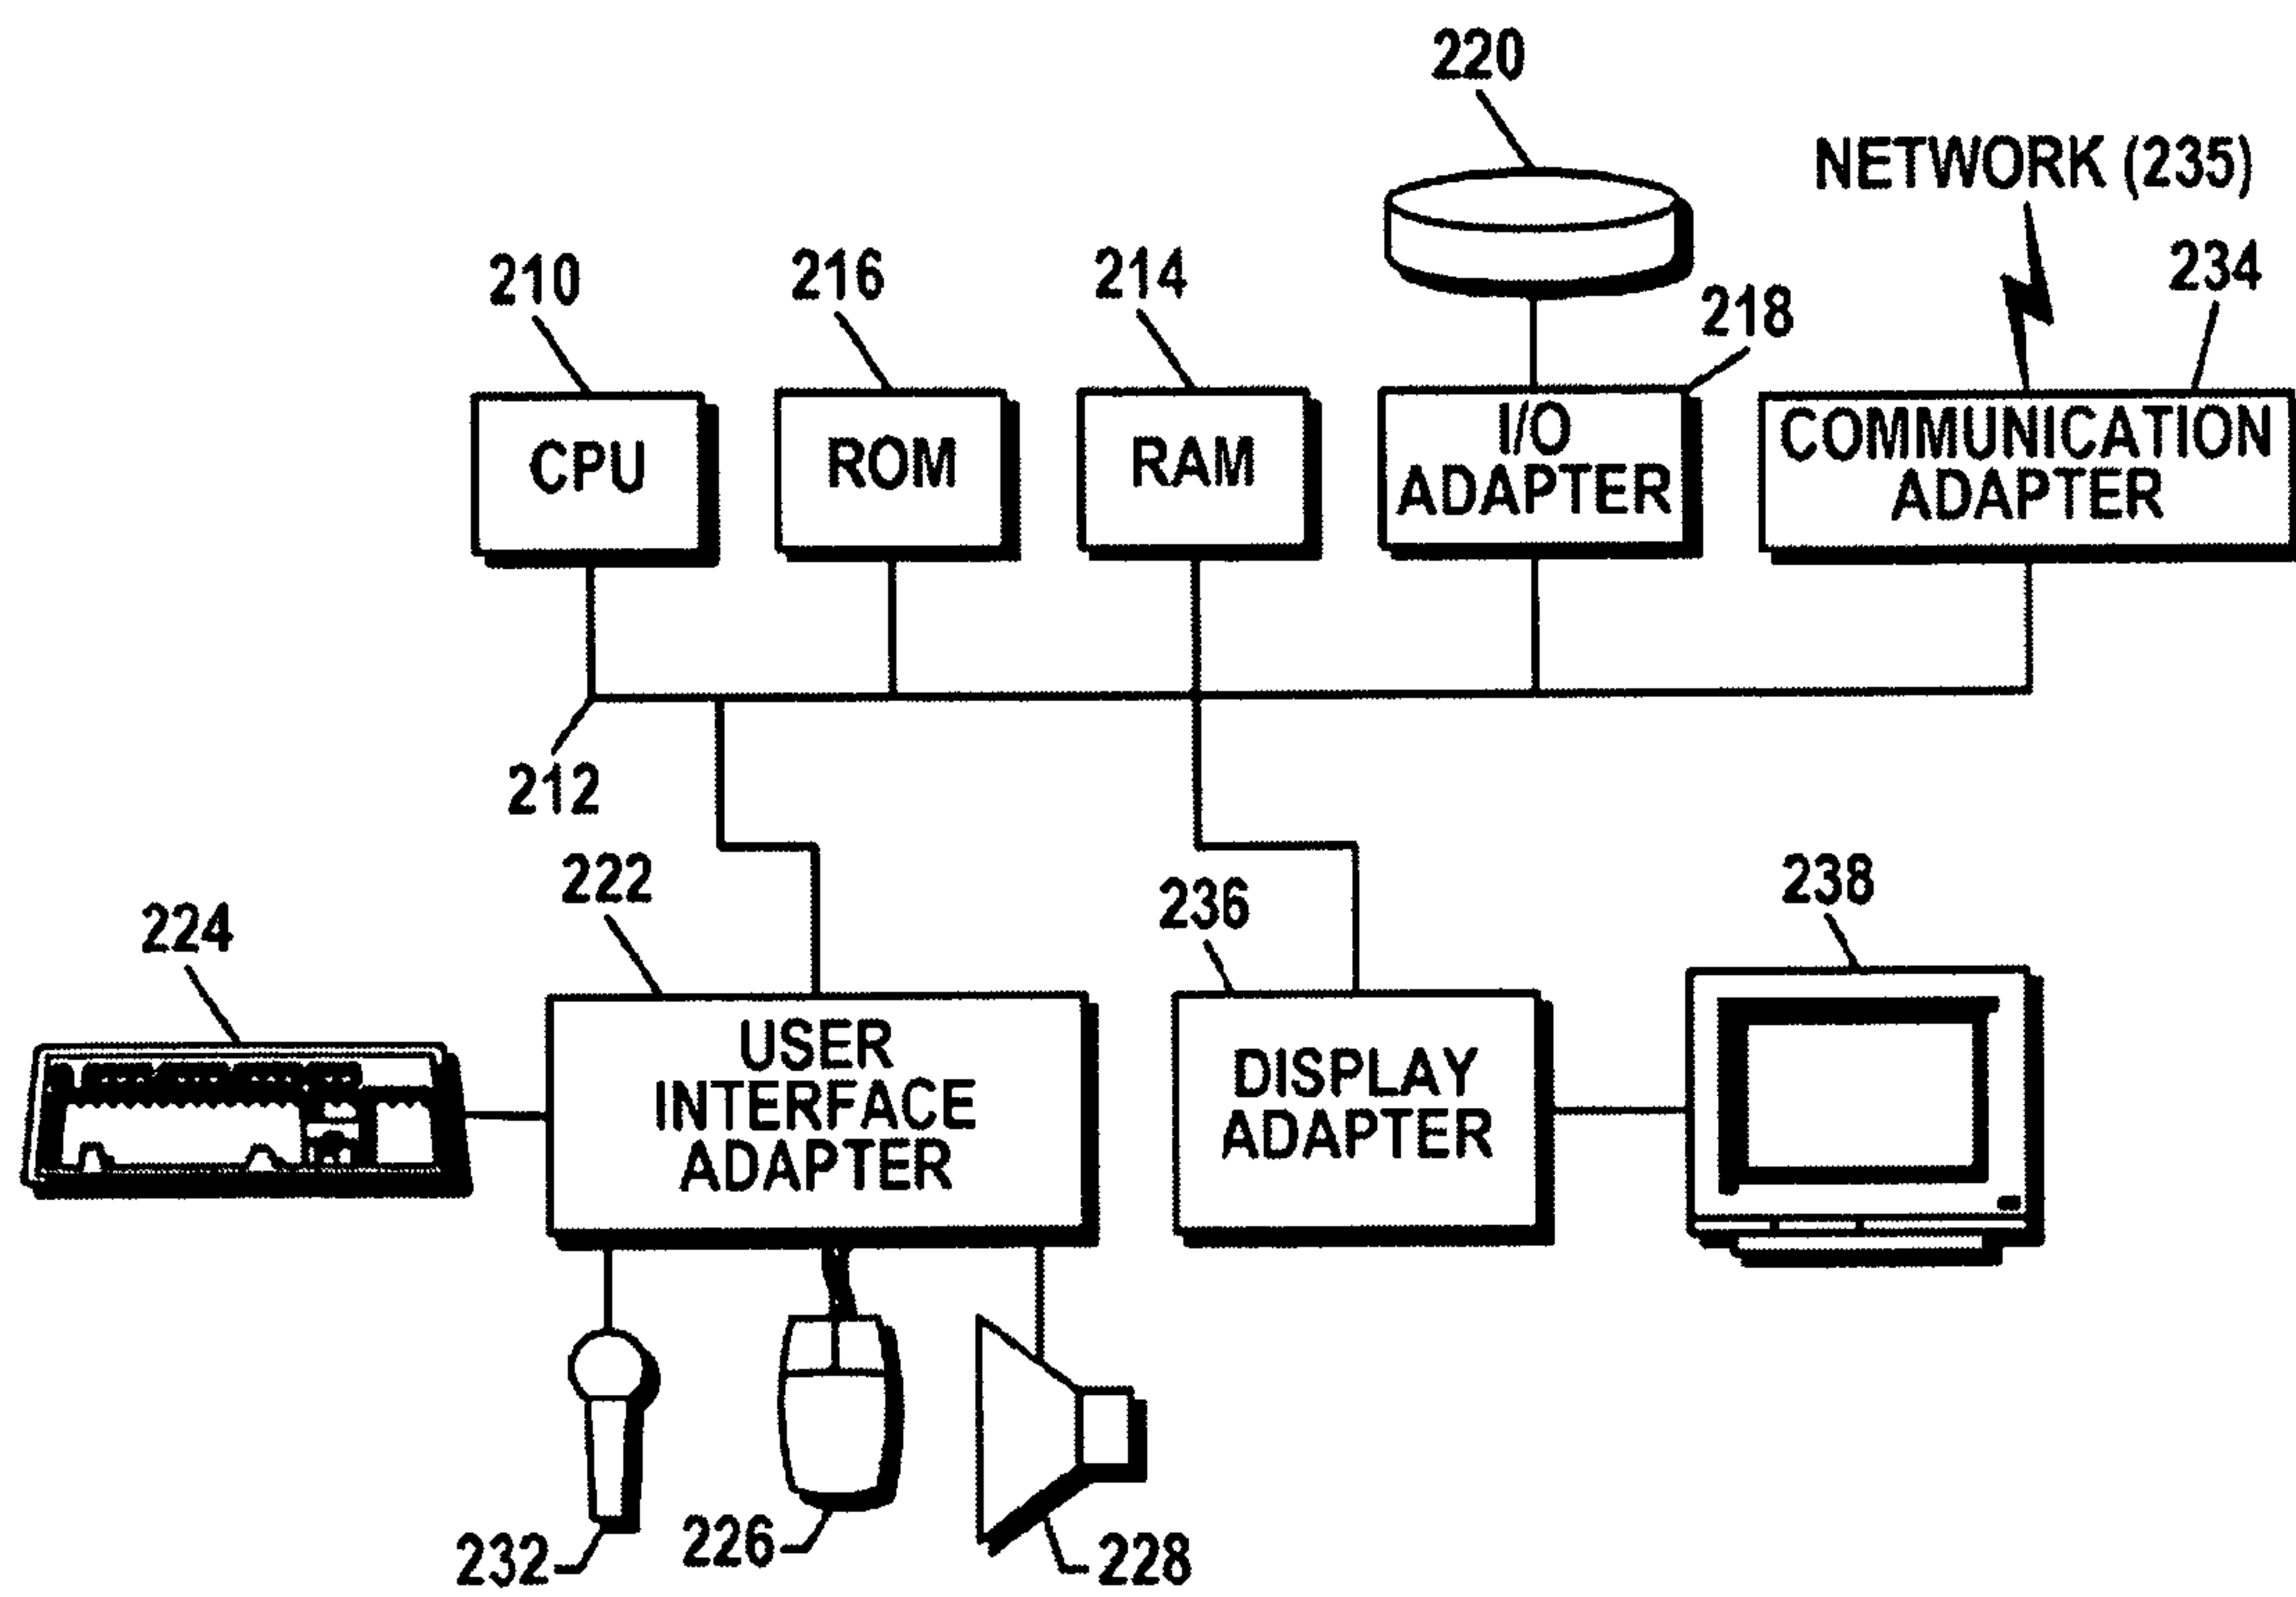 220
NETWORK (235)
210
216
214
218
234
CPU
ROM
RAM
I/O
ADAPTER
COMMUNICATION
ADAPTER
212
222
236
238
224
USER
INTERFACE
ADAPTER
DISPLAY
ADAPTER
232
226
228